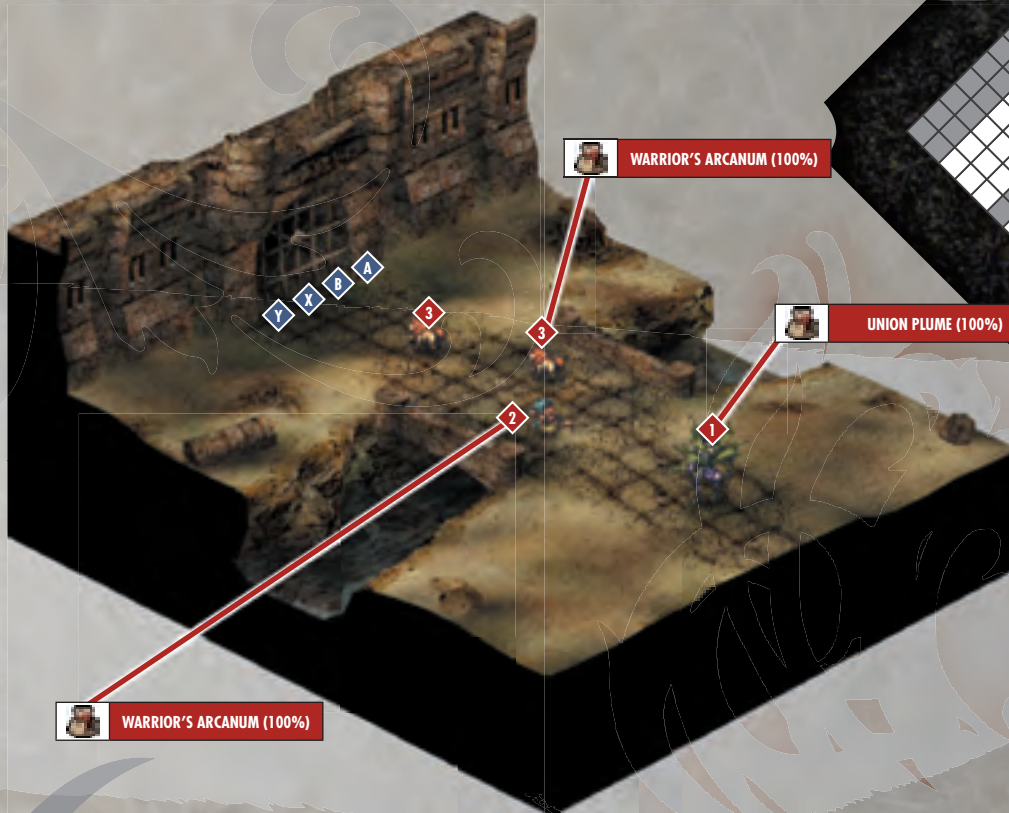 WARRIOR'S ARCANUM (100%)
A
B
X
Y
3
3
UNION PLUME (100%)
2
1
WARRIOR'S ARCANUM (100%)